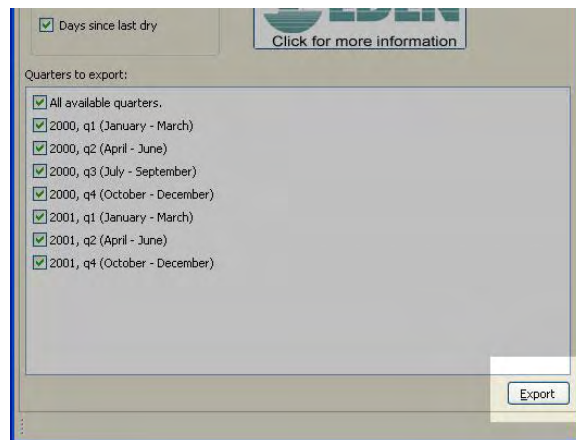 Days since last dry
EDEN
Click for more information
Quarters to export:
All available quarters.
2000, q1 (January - March)
2000, q2 (April - June)
2000, q3 (July - September)
2000, q4 (October - December)
2001, q1 (January - March)
2001, q2 (April - June)
2001, q4 (October - December)
Export